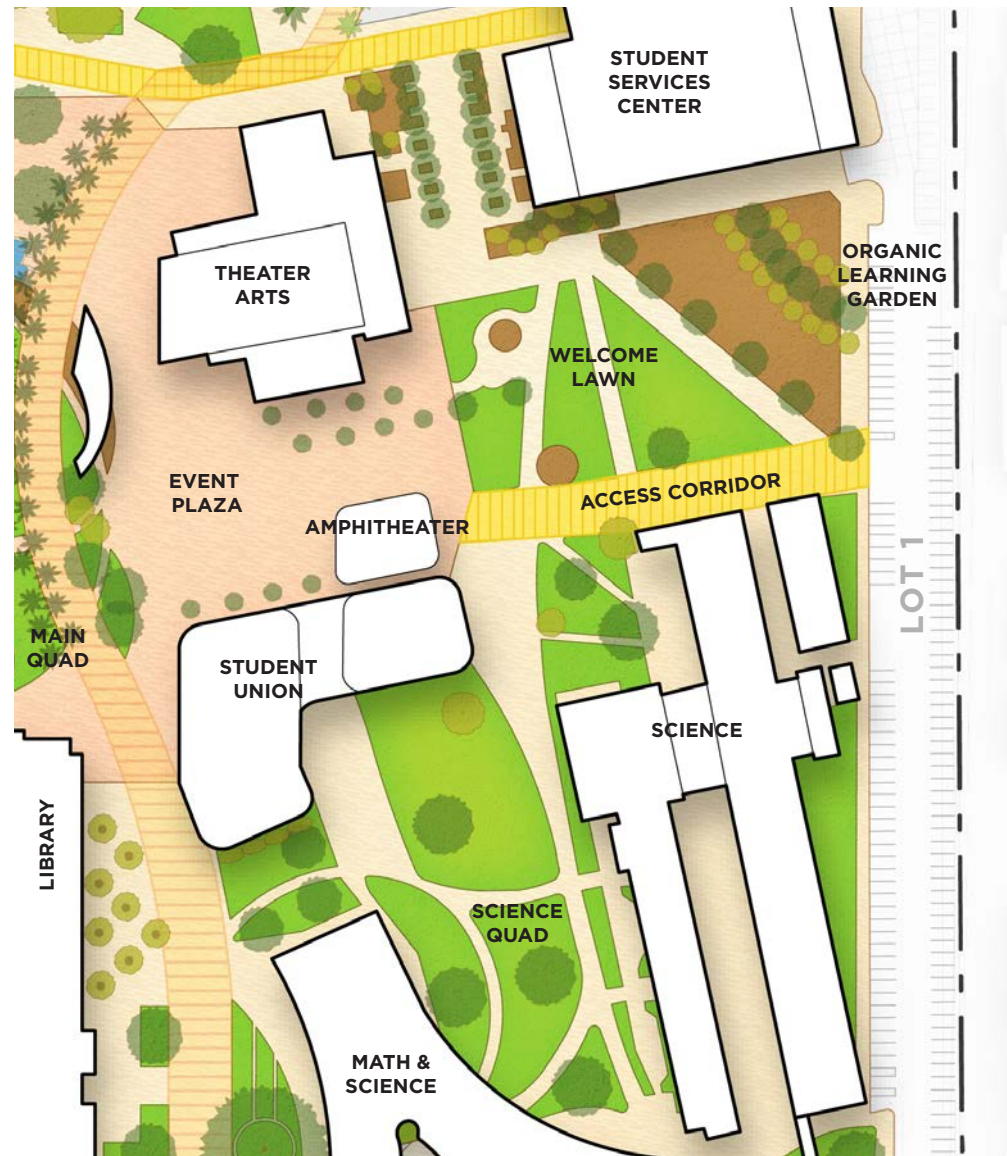 STUDENT
SERVICES
CENTER
THEATER
ARTS
ORGANIC
LEARNING
GARDEN
WELCOME
LAWN
EVENT
PLAZA
ACCESS CORRIDOR
AMPHITHEATER
LOT 1
MAIN
QUAD
STUDENT
UNION
SCIENCE
LIBRARY
SCIENCE
QUAD
MATH &
SCIENCE